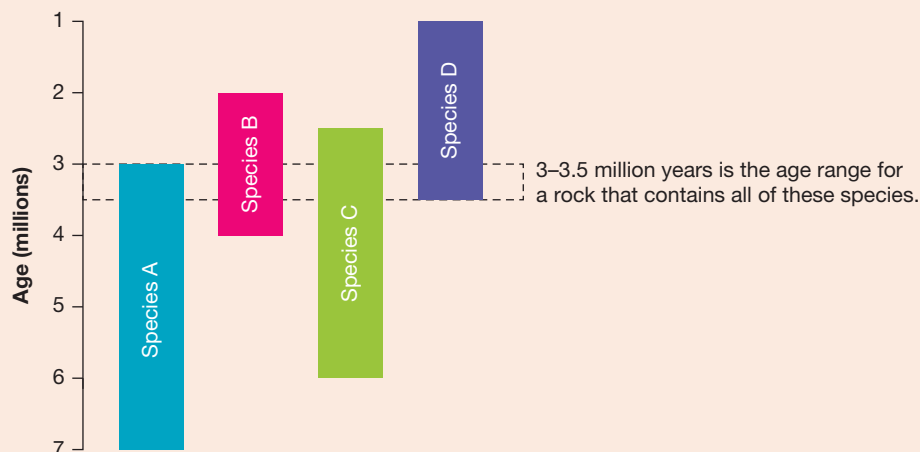 Age (millions)
1
2
3
4
5
6
7
Species A
Species B
Species C
Species D
3–3.5 million years is the age range for
a rock that contains all of these species.